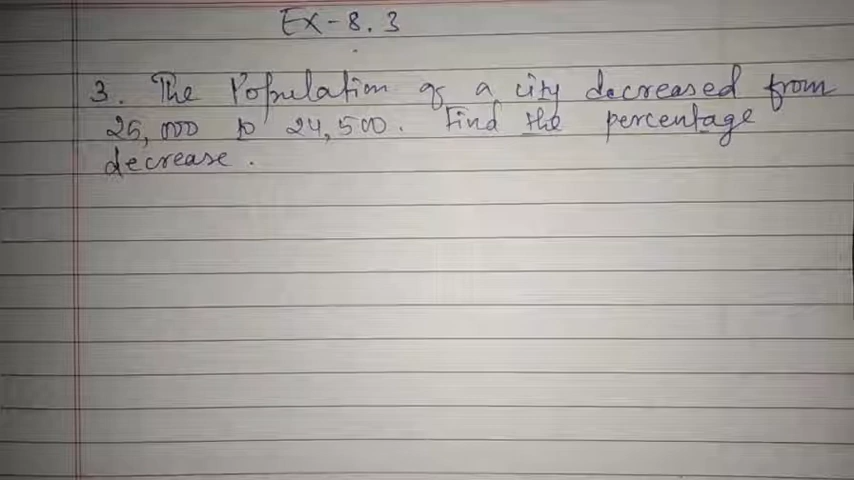 Ex - 8.3
3. The Population of a city decreased from
25,000 to 24,500. Find the percentage
decrease.